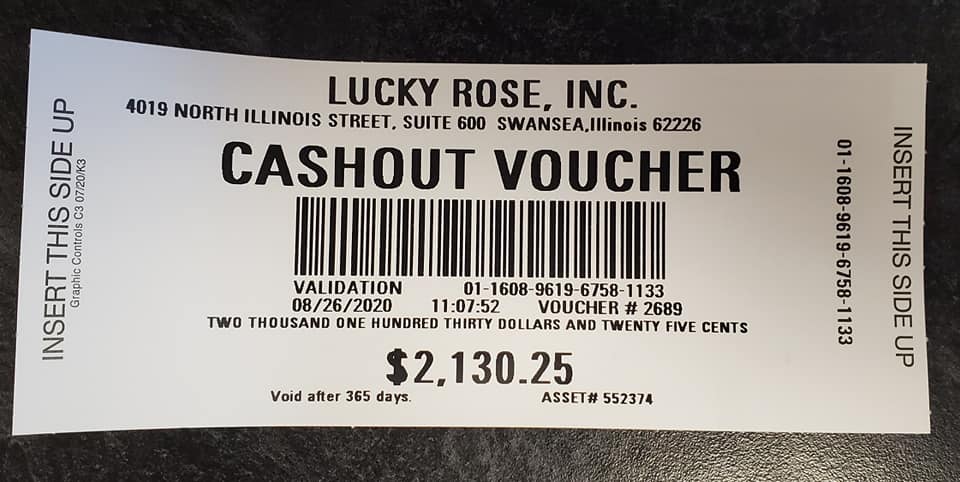 LUCKY ROSE, INC.
4019 NORTH ILLINOIS STREET, SUITE 600 SWANSEA,Illinois 62226
CASHOUT VOUCHER
VALIDATION 01-1608-9619-6758-1133
08/26/2020 11:07:52 VOUCHER # 2689
TWO THOUSAND ONE HUNDRED THIRTY DOLLARS AND TWENTY FIVE CENTS
$2,130.25
Void after 365 days. ASSET# 552374
INSERT THIS SIDE UP
Graphic Controls C3 07/20/K3
01-1608-9619-6758-1133
INSERT THIS SIDE UP